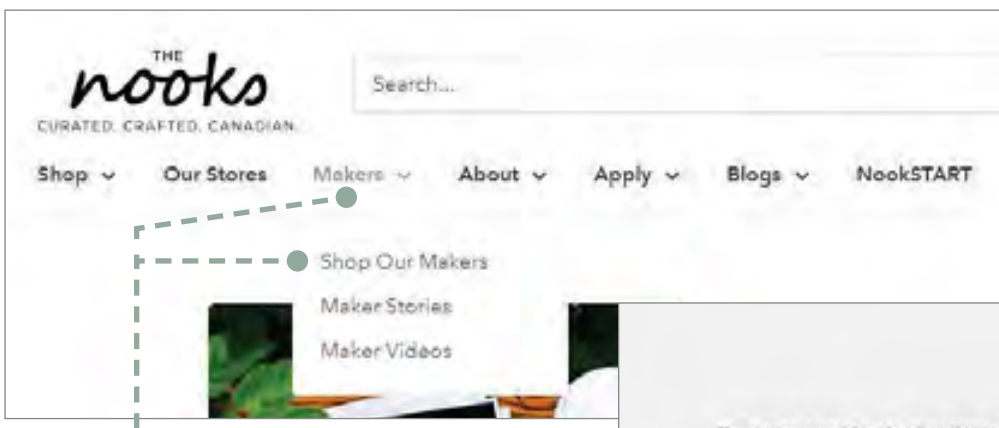 THE
nooks
CURATED. CRAFTED. CANADIAN.
Search...
Shop Our Stores Makers About Apply Blogs NookSTART
Shop Our Makers
Maker Stories
Maker Videos